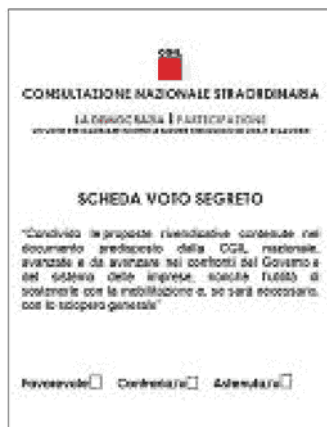 CGIL
CONSULTAZIONE NAZIONALE STRAORDINARIA
LA DEMOCRAZIA È PARTECIPAZIONE
SCHEDA VOTO SEGRETO
"Condivido le proposte rivendicative contenute nel
documento predisposto dalla CGIL nazionale,
avanzate e da avanzare nei confronti del Governo e
del sistema delle imprese, nonché l'utilità di
sostenerle con la mobilitazione e, se sarà necessario,
con lo sciopero generale"
Favorevole Contrario/a Astenuto/a